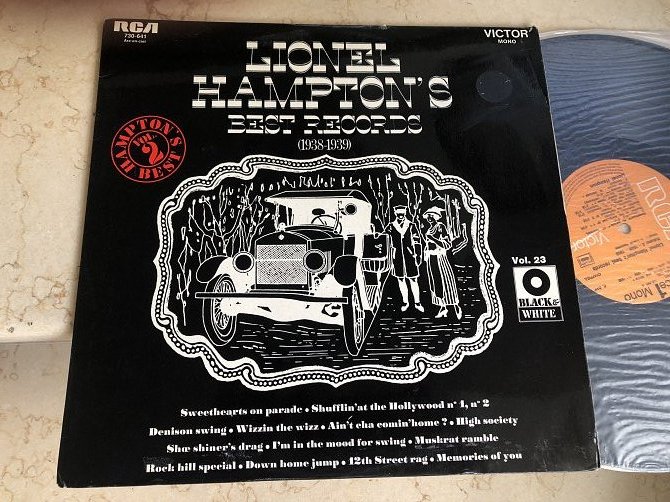 RCA
730-641
VICTOR
MONO
LIONEL
HAMPTON'S
BEST RECORDS
(1938-1939)
HAMPTON'S
VOL.
2
BEST
Vol. 23
BLACK&
WHITE
Sweethearts on parade • Shufflin'at the Hollywood n° 1, n° 2
Denison swing • Wizzin the wizz • Ain't cha comin'home ? • High society
Shœ shiner's drag • I'm in the mood for swing • Muskrat ramble
Rock hill special • Down home jump • 12th Street rag • Memories of you
RCA
Victor
Mono